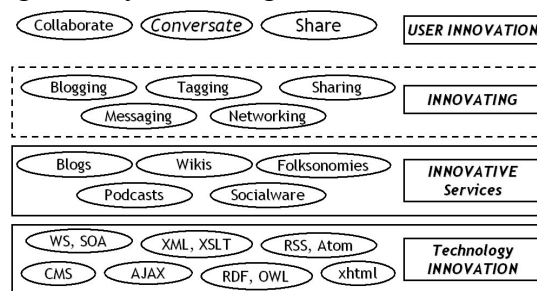 Collaborate Conversate Share USER INNOVATION
Blogging Tagging Sharing
INNOVATING
Messaging Networking
Blogs Wikis Folksonomies
INNOVATIVE
Services
Podcasts Socialware
WS, SOA XML, XSLT RSS, Atom
Technology
INNOVATION
CMS AJAX RDF, OWL xhtml